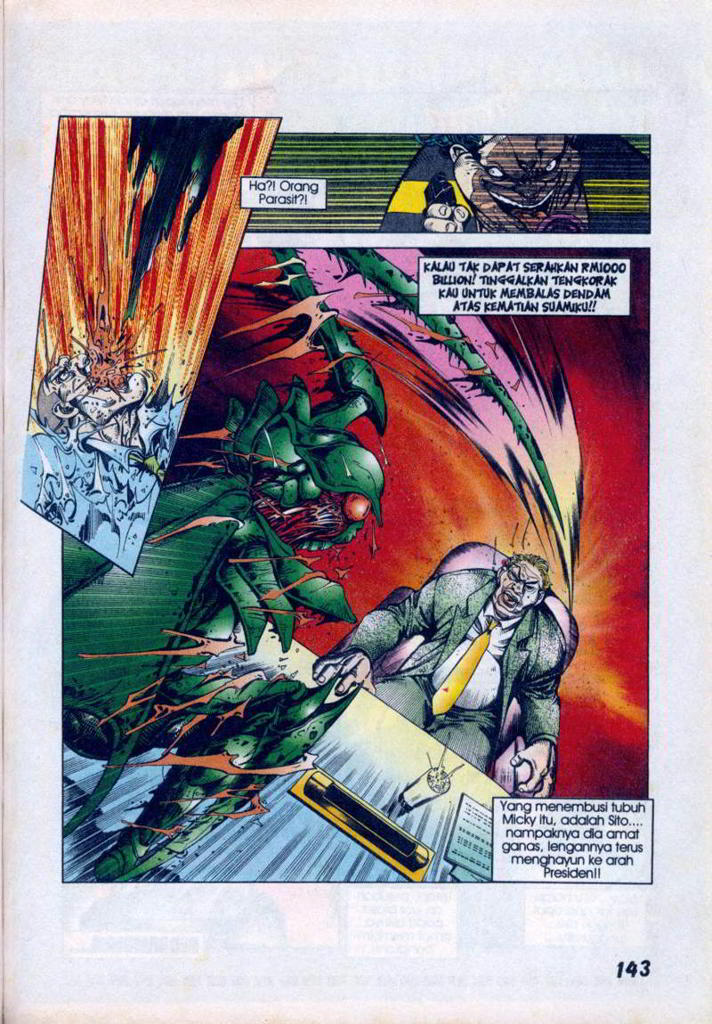 Ha?! Orang
Parasit?!
KALAU TAK DAPAT SERAHKAN RM1000
BILLION! TINGGALKAN TENGKORAK
KAU UNTUK MEMBALAS DENDAM
ATAS KEMATIAN SUAMIKU!!
Yang menembusi tubuh
Micky itu, adalah Sito....
nampaknya dia amat
ganas, lengannya terus
menghayun ke arah
Presiden!!
143